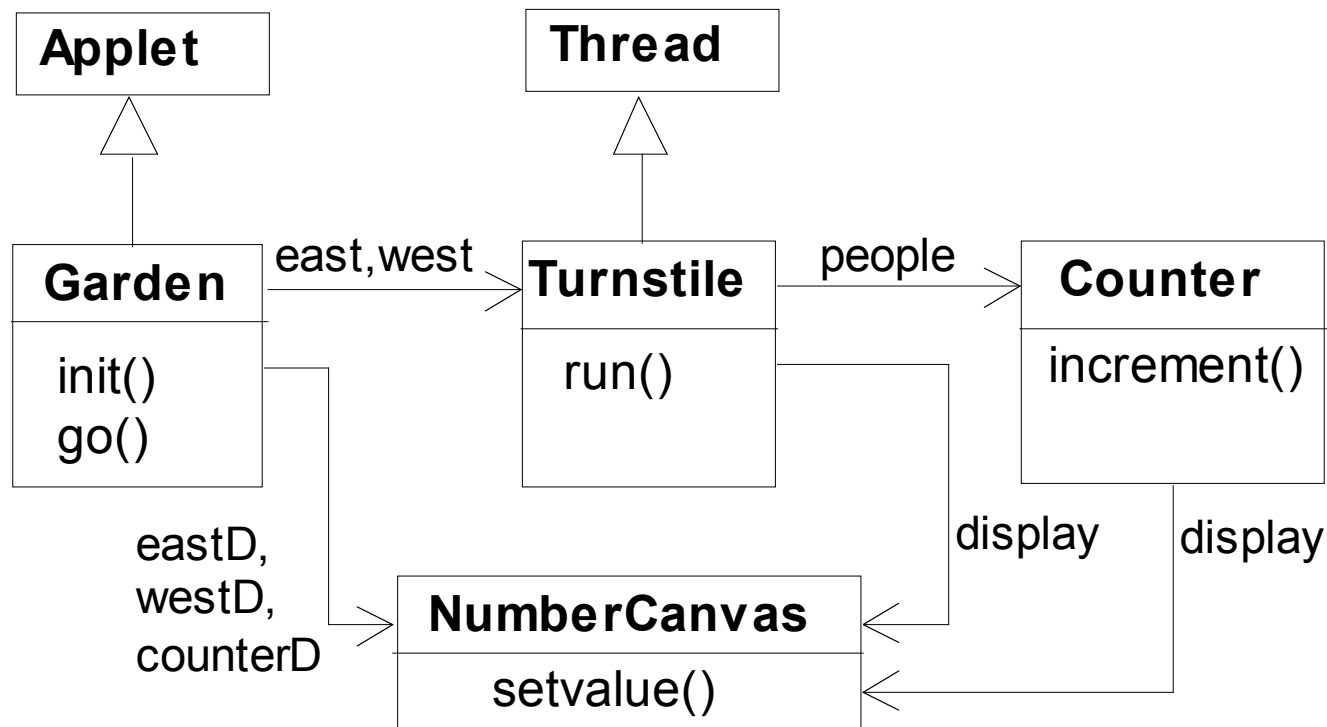 Applet
Thread
east,west
people
Garden
Turnstile
Counter
init()
go()
run()
increment()
eastD,
westD,
counterD
display
display
NumberCanvas
setvalue()